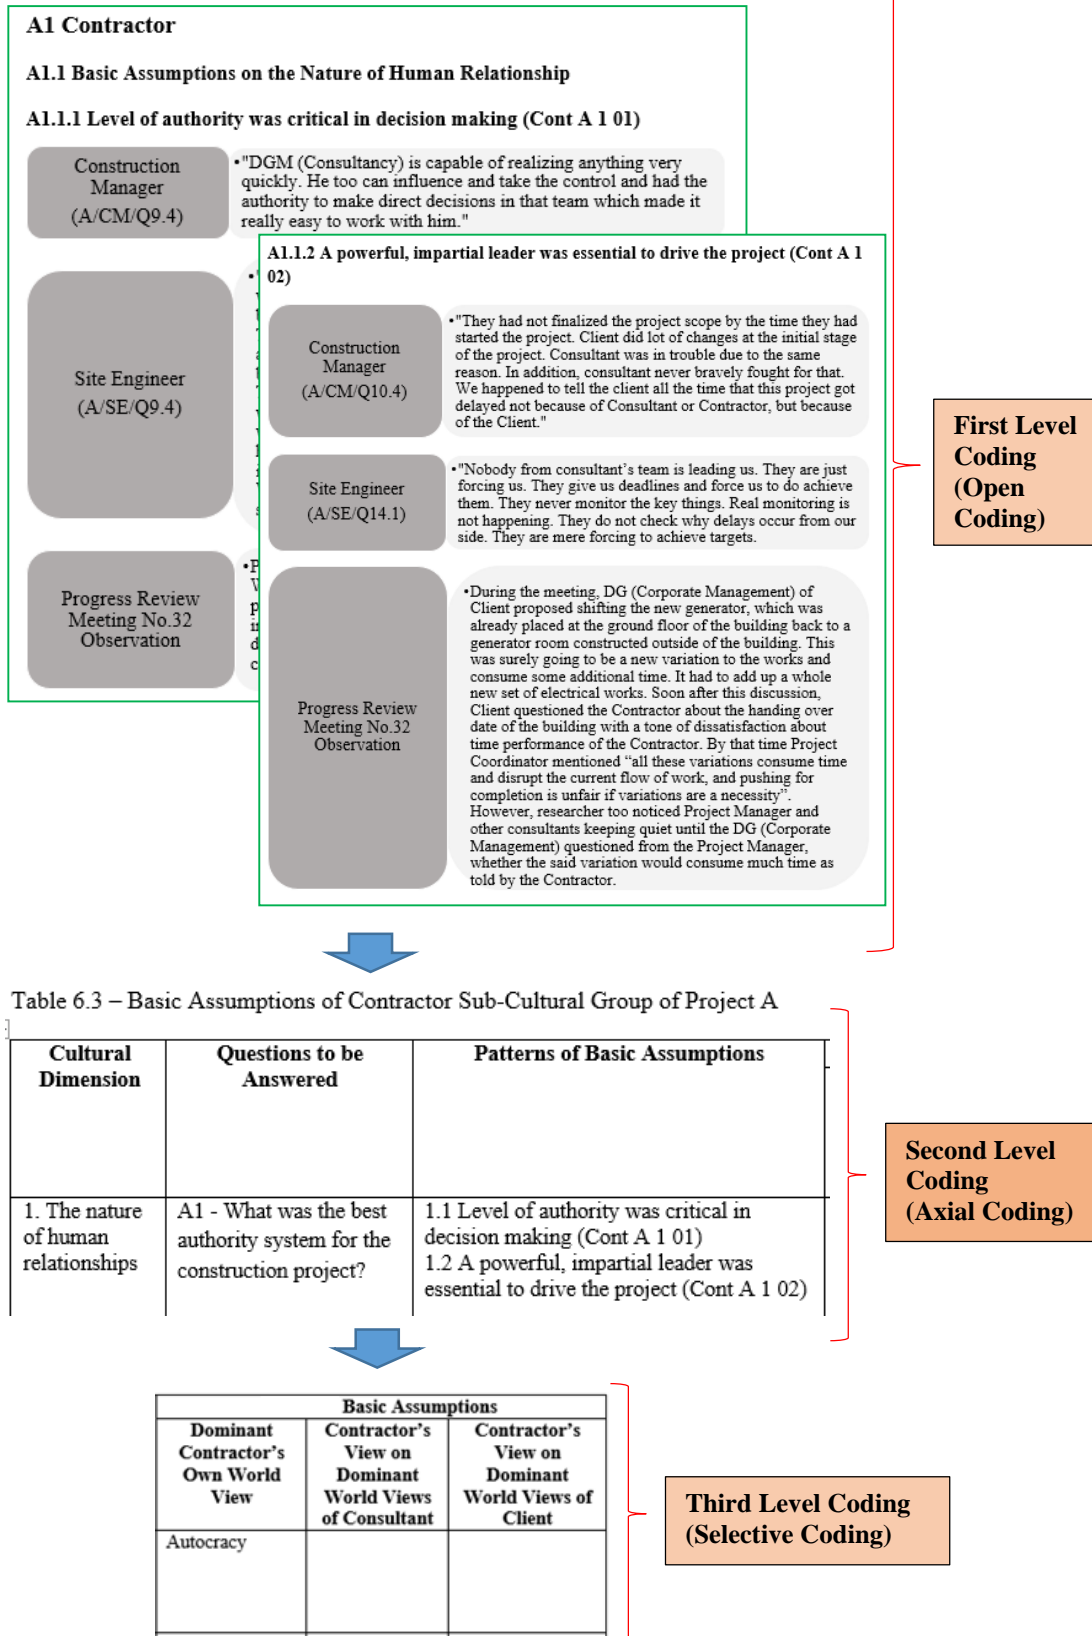 A1 Contractor
A1.1 Basic Assumptions on the Nature of Human Relationship
A1.1.1 Level of authority was critical in decision making (Cont A 1 01)
Construction
Manager
(A/CM/Q9.4)
•"DGM (Consultancy) is capable of realizing anything very
quickly. He too can influence and take the control and had the
authority to make direct decisions in that team which made it
really easy to work with him."
Site Engineer
(A/SE/Q9.4)
Progress Review
Meeting No.32
Observation
A1.1.2 A powerful, impartial leader was essential to drive the project (Cont A 1
02)
Construction
Manager
(A/CM/Q10.4)
•"They had not finalized the project scope by the time they had
started the project. Client did lot of changes at the initial stage
of the project. Consultant was in trouble due to the same
reason. In addition, consultant never bravely fought for that.
We happened to tell the client all the time that this project got
delayed not because of Consultant or Contractor, but because
of the Client."
Site Engineer
(A/SE/Q14.1)
•"Nobody from consultant's team is leading us. They are just
forcing us. They give us deadlines and force us to do achieve
them. They never monitor the key things. Real monitoring is
not happening. They do not check why delays occur from our
side. They are mere forcing to achieve targets.
Progress Review
Meeting No.32
Observation
•During the meeting, DG (Corporate Management) of
Client proposed shifting the new generator, which was
already placed at the ground floor of the building back to a
generator room constructed outside of the building. This
was surely going to be a new variation to the works and
consume some additional time. It had to add up a whole
new set of electrical works. Soon after this discussion,
Client questioned the Contractor about the handing over
date of the building with a tone of dissatisfaction about
time performance of the Contractor. By that time Project
Coordinator mentioned “all these variations consume time
and disrupt the current flow of work, and pushing for
completion is unfair if variations are a necessity”.
However, researcher too noticed Project Manager and
other consultants keeping quiet until the DG (Corporate
Management) questioned from the Project Manager,
whether the said variation would consume much time as
told by the Contractor.
First Level
Coding
(Open
Coding)
Table 6.3 – Basic Assumptions of Contractor Sub-Cultural Group of Project A
Cultural
Dimension
Questions to be
Answered
Patterns of Basic Assumptions
1. The nature
of human
relationships
A1 - What was the best
authority system for the
construction project?
1.1 Level of authority was critical in
decision making (Cont A 1 01)
1.2 A powerful, impartial leader was
essential to drive the project (Cont A 1 02)
Second Level
Coding
(Axial Coding)
Basic Assumptions
Dominant
Contractor's
Own World
View
Contractor's
View on
Dominant
World Views
of Consultant
Contractor's
View on
Dominant
World Views of
Client
Autocracy
Third Level Coding
(Selective Coding)